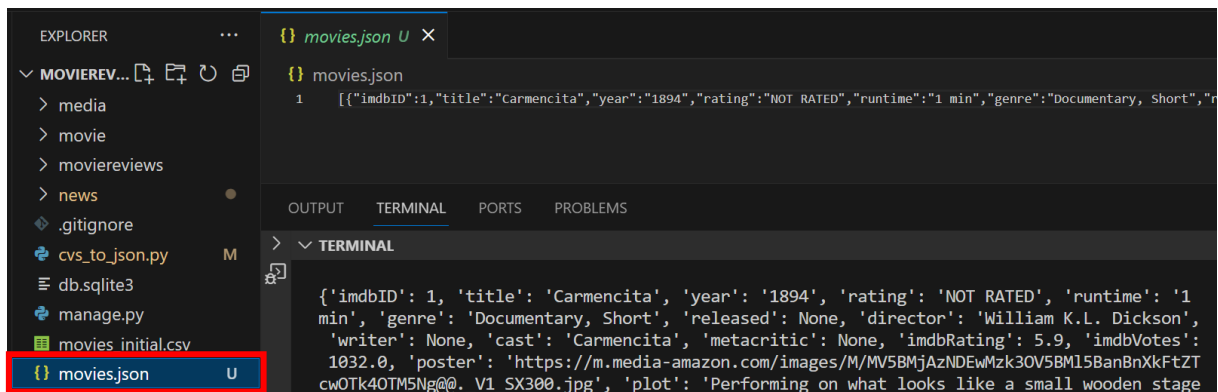 EXPLORER ...
MOVIEREV...
media
movie
moviereviews
news
.gitignore
cvs_to_json.py M
db.sqlite3
manage.py
movies_initial.csv
movies.json U
movies.json U
movies.json
1 [{"imdbID":1,"title":"Carmencita","year":"1894","rating":"NOT RATED","runtime":"1 min","genre":"Documentary, Short","r
OUTPUT TERMINAL PORTS PROBLEMS
TERMINAL
{'imdbID': 1, 'title': 'Carmencita', 'year': '1894', 'rating': 'NOT RATED', 'runtime': '1
min', 'genre': 'Documentary, Short', 'released': None, 'director': 'William K.L. Dickson',
'writer': None, 'cast': 'Carmencita', 'metacritic': None, 'imdbRating': 5.9, 'imdbVotes':
1032.0, 'poster': 'https://m.media-amazon.com/images/M/MV5BMjAzNDEwMzk3OV5BMl5BanBnXkFtZT
cwOTk4OTM5Ng@@._V1_SX300.jpg', 'plot': 'Performing on what looks like a small wooden stage